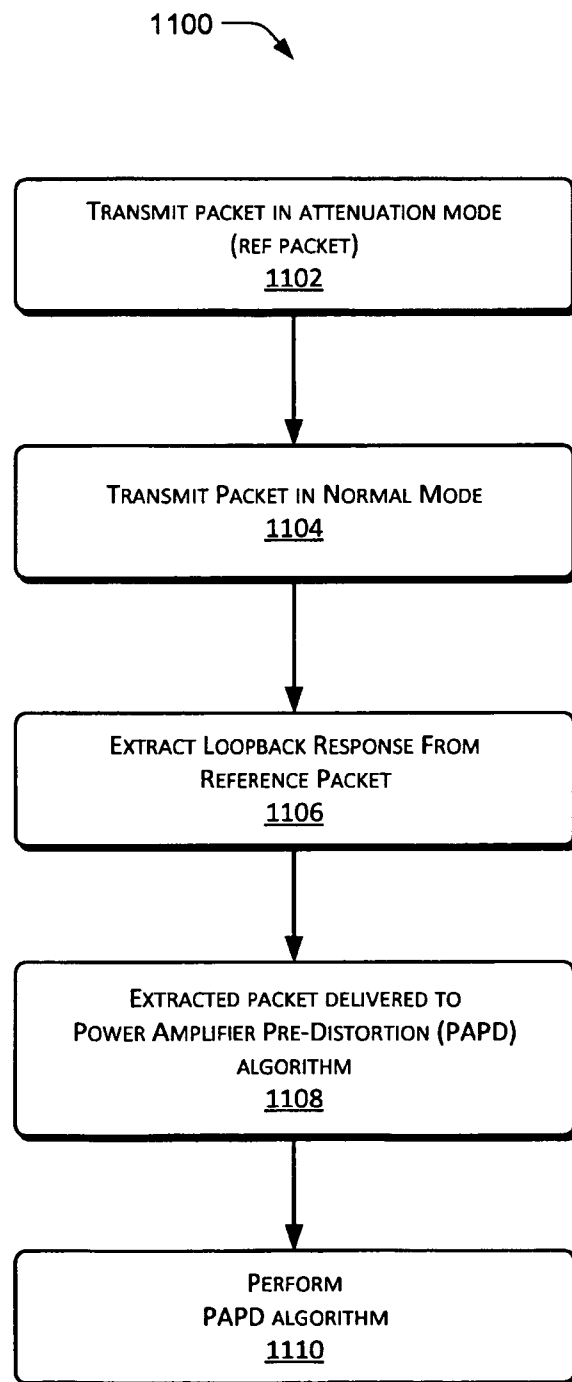 1100
Transmit packet in attenuation mode
(ref packet)
1102
Transmit Packet in Normal Mode
1104
Extract Loopback Response From
Reference Packet
1106
Extracted packet delivered to
Power Amplifier Pre-Distortion (PAPD)
algorithm
1108
Perform
PAPD algorithm
1110